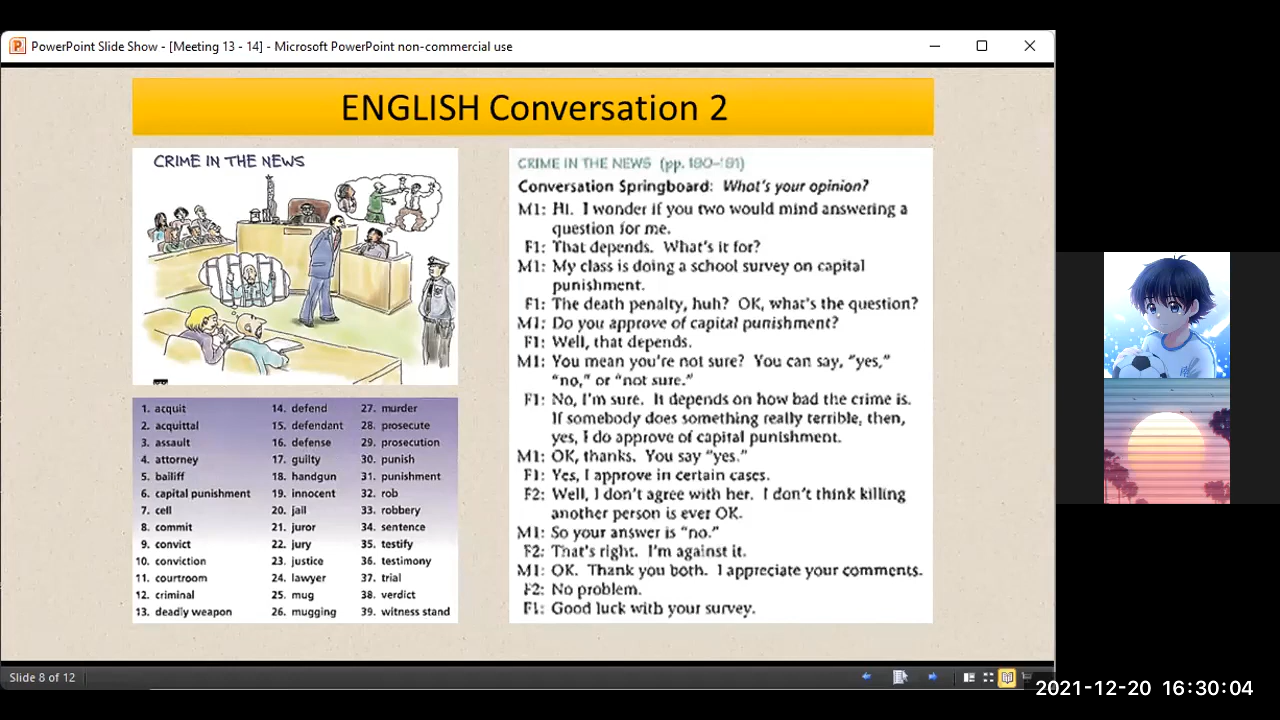 PowerPoint Slide Show - [Meeting 13 - 14] - Microsoft PowerPoint non-commercial use
ENGLISH Conversation 2
CRIME IN THE NEWS
1. acquit
2. acquittal
3. assault
4. attorney
5. bailiff
6. capital punishment
7. cell
8. commit
9. convict
10. conviction
11. courtroom
12. criminal
13. deadly weapon
14. defend
15. defendant
16. defense
17. guilty
18. handgun
19. innocent
20. jail
21. juror
22. jury
23. justice
24. lawyer
25. mug
26. mugging
27. murder
28. prosecute
29. prosecution
30. punish
31. punishment
32. rob
33. robbery
34. sentence
35. testify
36. testimony
37. trial
38. verdict
39. witness stand
CRIME IN THE NEWS (pp. 180–181)
Conversation Springboard: What's your opinion?
M1: Hi. I wonder if you two would mind answering a
question for me.
F1: That depends. What's it for?
M1: My class is doing a school survey on capital
punishment.
F1: The death penalty, huh? OK, what's the question?
M1: Do you approve of capital punishment?
F1: Well, that depends.
M1: You mean you're not sure? You can say, "yes,"
"no," or "not sure."
F1: No, I'm sure. It depends on how bad the crime is.
If somebody does something really terrible, then,
yes, I do approve of capital punishment.
M1: OK, thanks. You say "yes."
F1: Yes, I approve in certain cases.
F2: Well, I don't agree with her. I don't think killing
another person is ever OK.
M1: So your answer is "no."
F2: That's right. I'm against it.
M1: OK. Thank you both. I appreciate your comments.
F2: No problem.
F1: Good luck with your survey.
Slide 8 of 12
2021-12-20 16:30:04